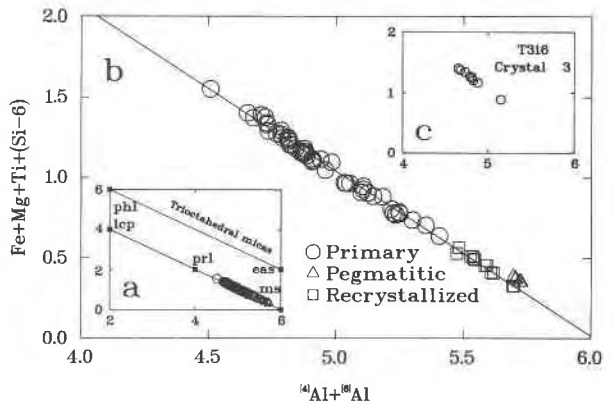 2.0
1.5
1.0
0.5
0.0
4.0
4.5
5.0
5.5
6.0
Fe+Mg+Ti+(Si−6)
[4]Al+[6]Al
b
2
1
0
4
5
6
T316
Crystal 3
c
6
4
2
0
2
4
6
phl
lcp
Trioctahedral micas
prl
eas
ms
a
Primary
Pegmatitic
Recrystallized